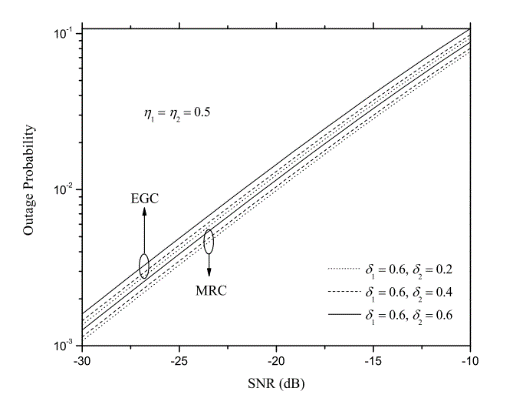 10⁻¹
10⁻²
10⁻³
Outage Probability
η₁ = η₂ = 0.5
EGC
MRC
δ₁ = 0.6, δ₂ = 0.2
δ₁ = 0.6, δ₂ = 0.4
δ₁ = 0.6, δ₂ = 0.6
-30 -25 -20 -15 -10
SNR (dB)